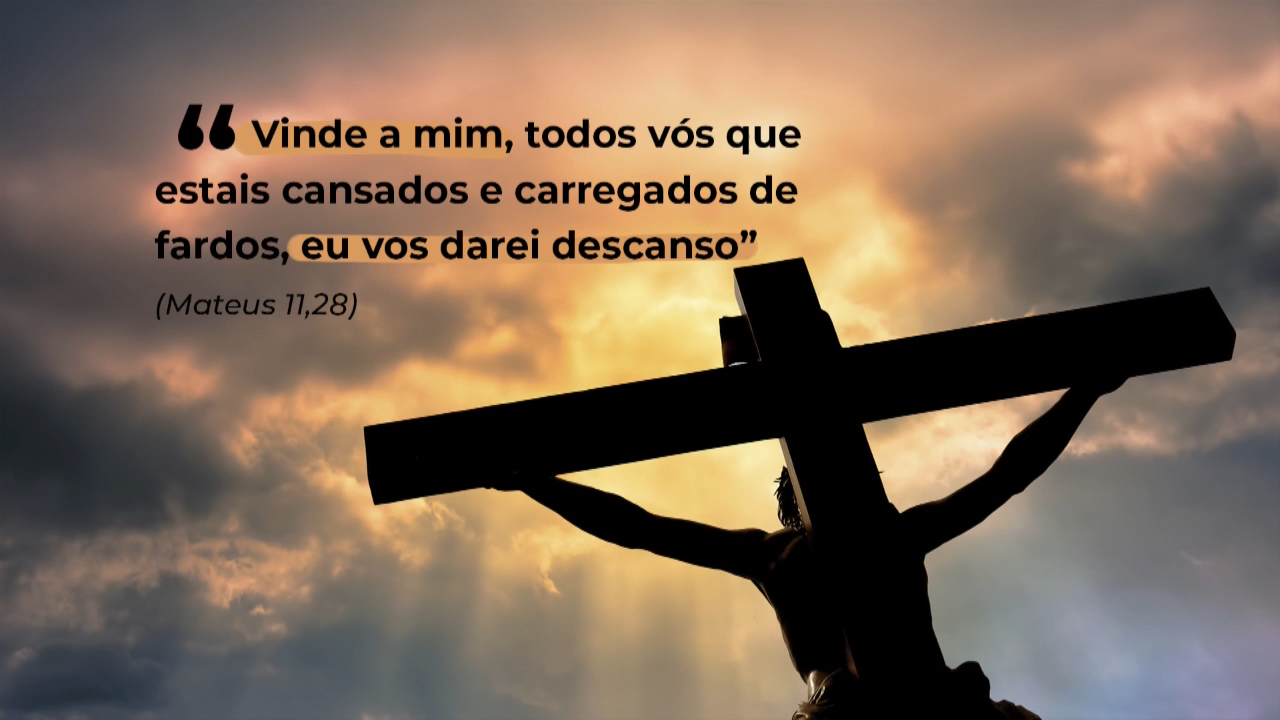 “ Vinde a mim, todos vós que
estais cansados e carregados de
fardos, eu vos darei descanso”
(Mateus 11,28)